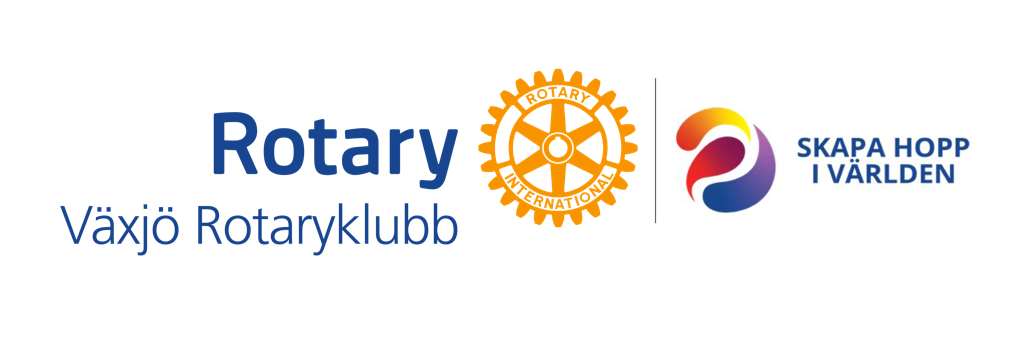 Rotary
Växjö Rotaryklubb
ROTARY
INTERNATIONAL
SKAPA HOPP
I VÄRLDEN